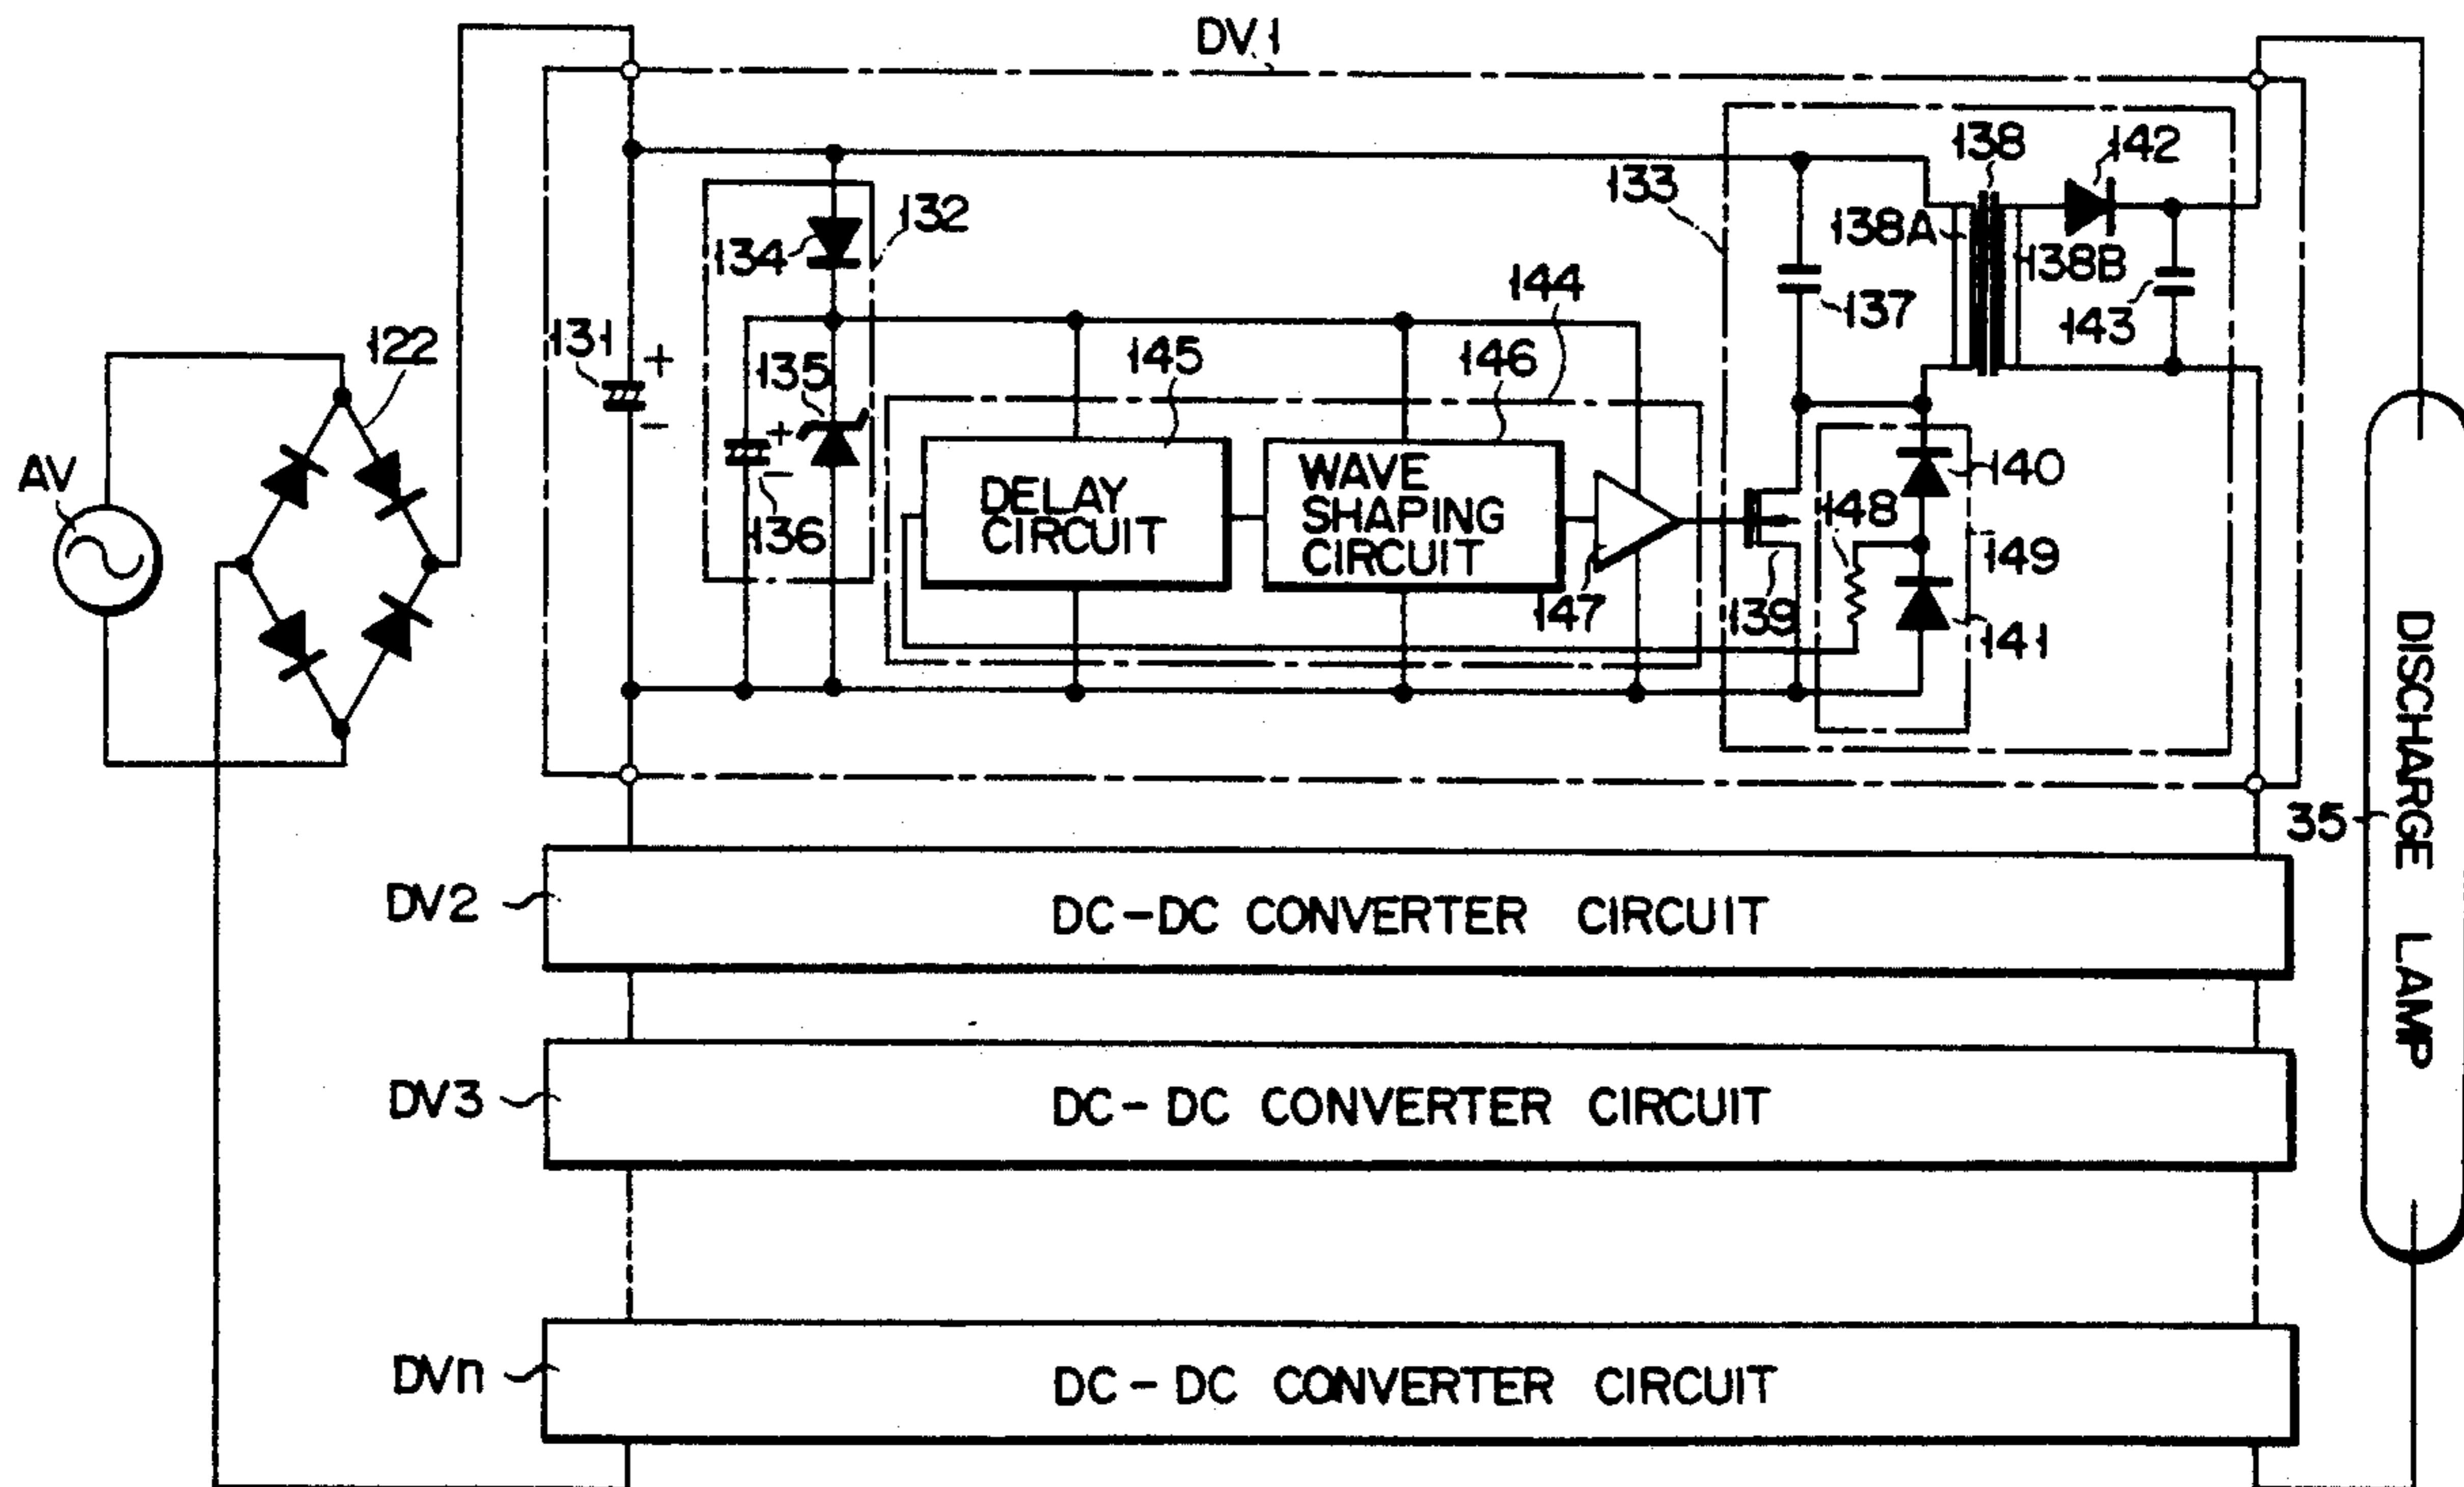 DV1
138
142
133
132
138A
134
138B
144
137
143
122
131
+
145
146
135
AV
+
140
WAVE
SHAPING
CIRCUIT
DELAY
CIRCUIT
148
136
149
147
139
141
DISCHARGE LAMP
35
DV2
DC-DC CONVERTER CIRCUIT
DV3
DC-DC CONVERTER CIRCUIT
DVn
DC-DC CONVERTER CIRCUIT